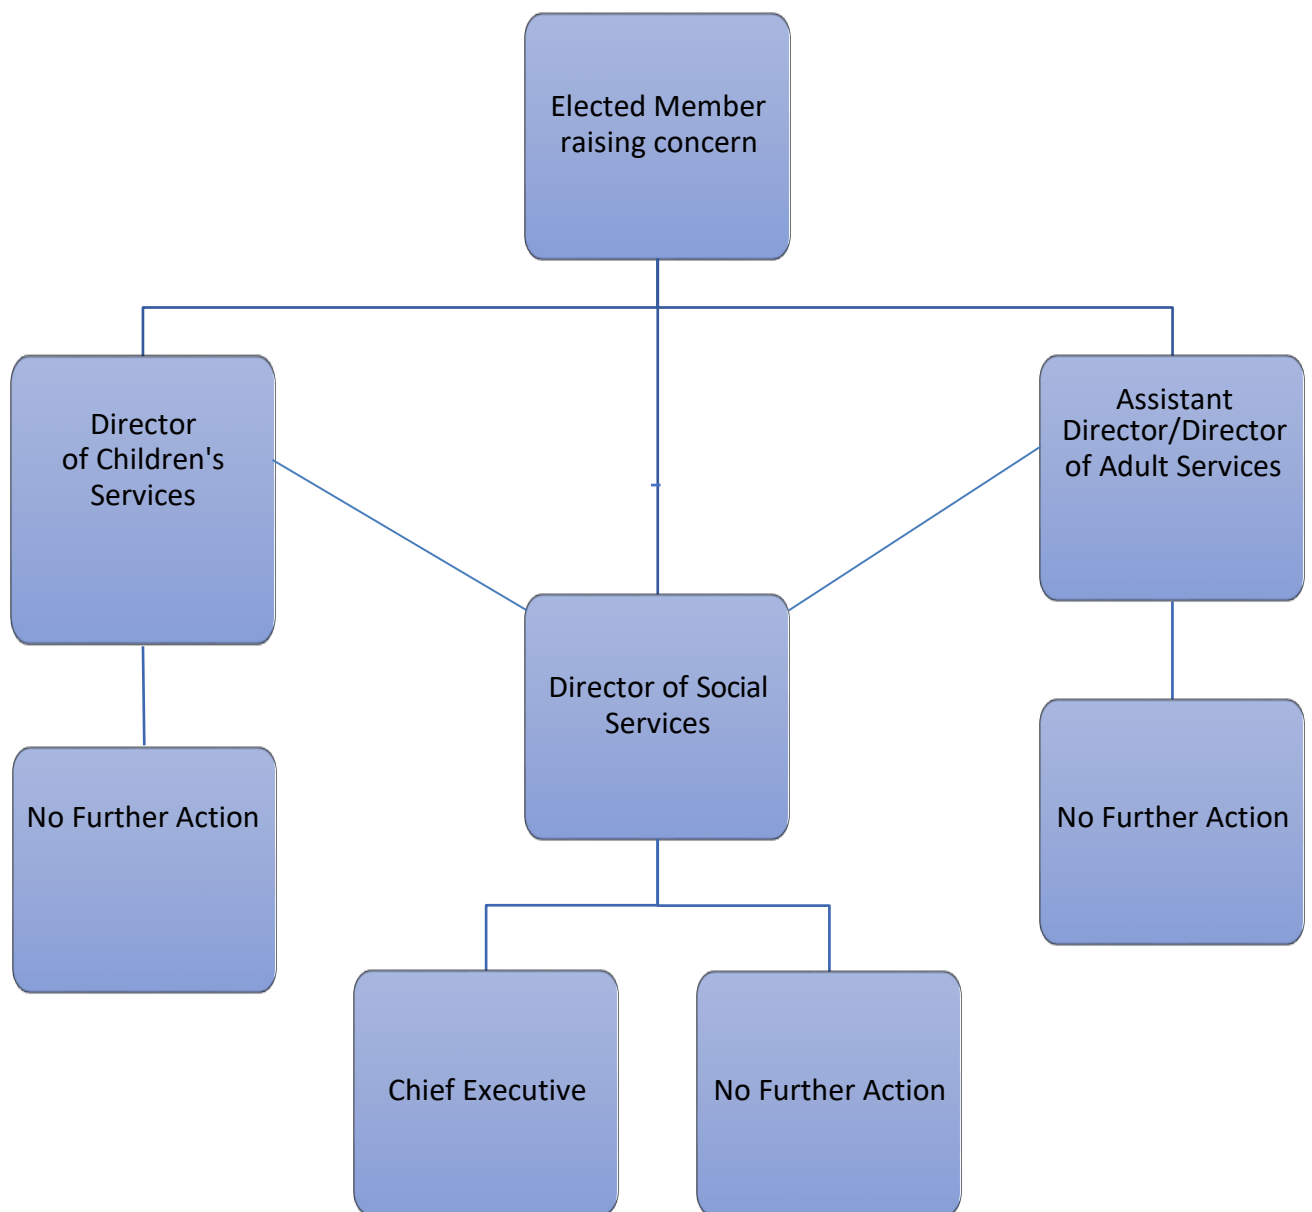 Elected Member
raising concern
Director
of Children's
Services
Assistant
Director/Director
of Adult Services
Director of Social
Services
No Further Action
No Further Action
Chief Executive
No Further Action